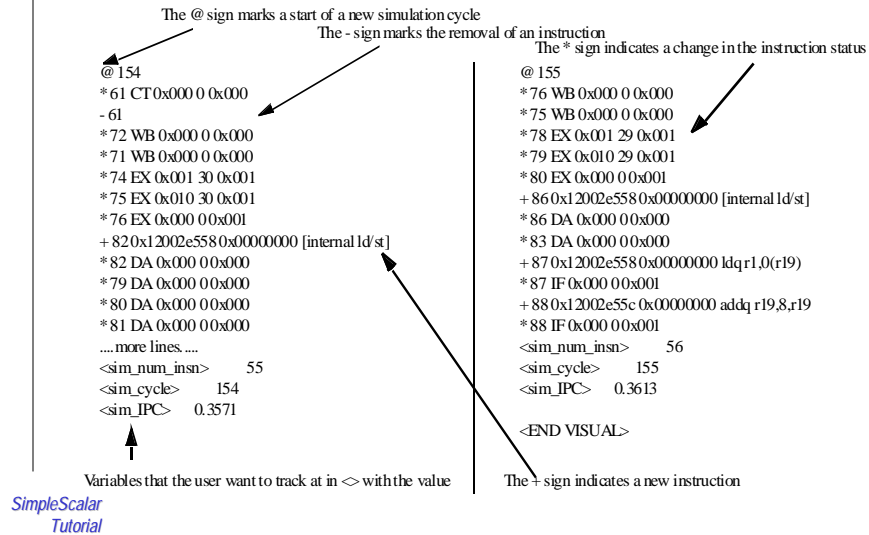 The @ sign marks a start of a new simulation cycle
The - sign marks the removal of an instruction
The * sign indicates a change in the instruction status
@ 154
* 61 CT 0x000 0 0x000
- 61
* 72 WB 0x000 0 0x000
* 71 WB 0x000 0 0x000
* 74 EX 0x001 30 0x001
* 75 EX 0x010 30 0x001
* 76 EX 0x000 0 0x001
+ 82 0x12002e558 0x00000000 [internal ld/st]
* 82 DA 0x000 0 0x000
* 79 DA 0x000 0 0x000
* 80 DA 0x000 0 0x000
* 81 DA 0x000 0 0x000
.... more lines.....
<sim_num_insn> 55
<sim_cycle> 154
<sim_IPC> 0.3571
@ 155
* 76 WB 0x000 0 0x000
* 75 WB 0x000 0 0x000
* 78 EX 0x001 29 0x001
* 79 EX 0x010 29 0x001
* 80 EX 0x000 0 0x001
+ 86 0x12002e558 0x00000000 [internal ld/st]
* 86 DA 0x000 0 0x000
* 83 DA 0x000 0 0x000
+ 87 0x12002e558 0x00000000 ldq r1,0(r19)
* 87 IF 0x000 0 0x001
+ 88 0x12002e55c 0x00000000 addq r19,8,r19
* 88 IF 0x000 0 0x001
<sim_num_insn> 56
<sim_cycle> 155
<sim_IPC> 0.3613
<END VISUAL>
Variables that the user want to track at in <> with the value
The + sign indicates a new instruction
SimpleScalar
Tutorial